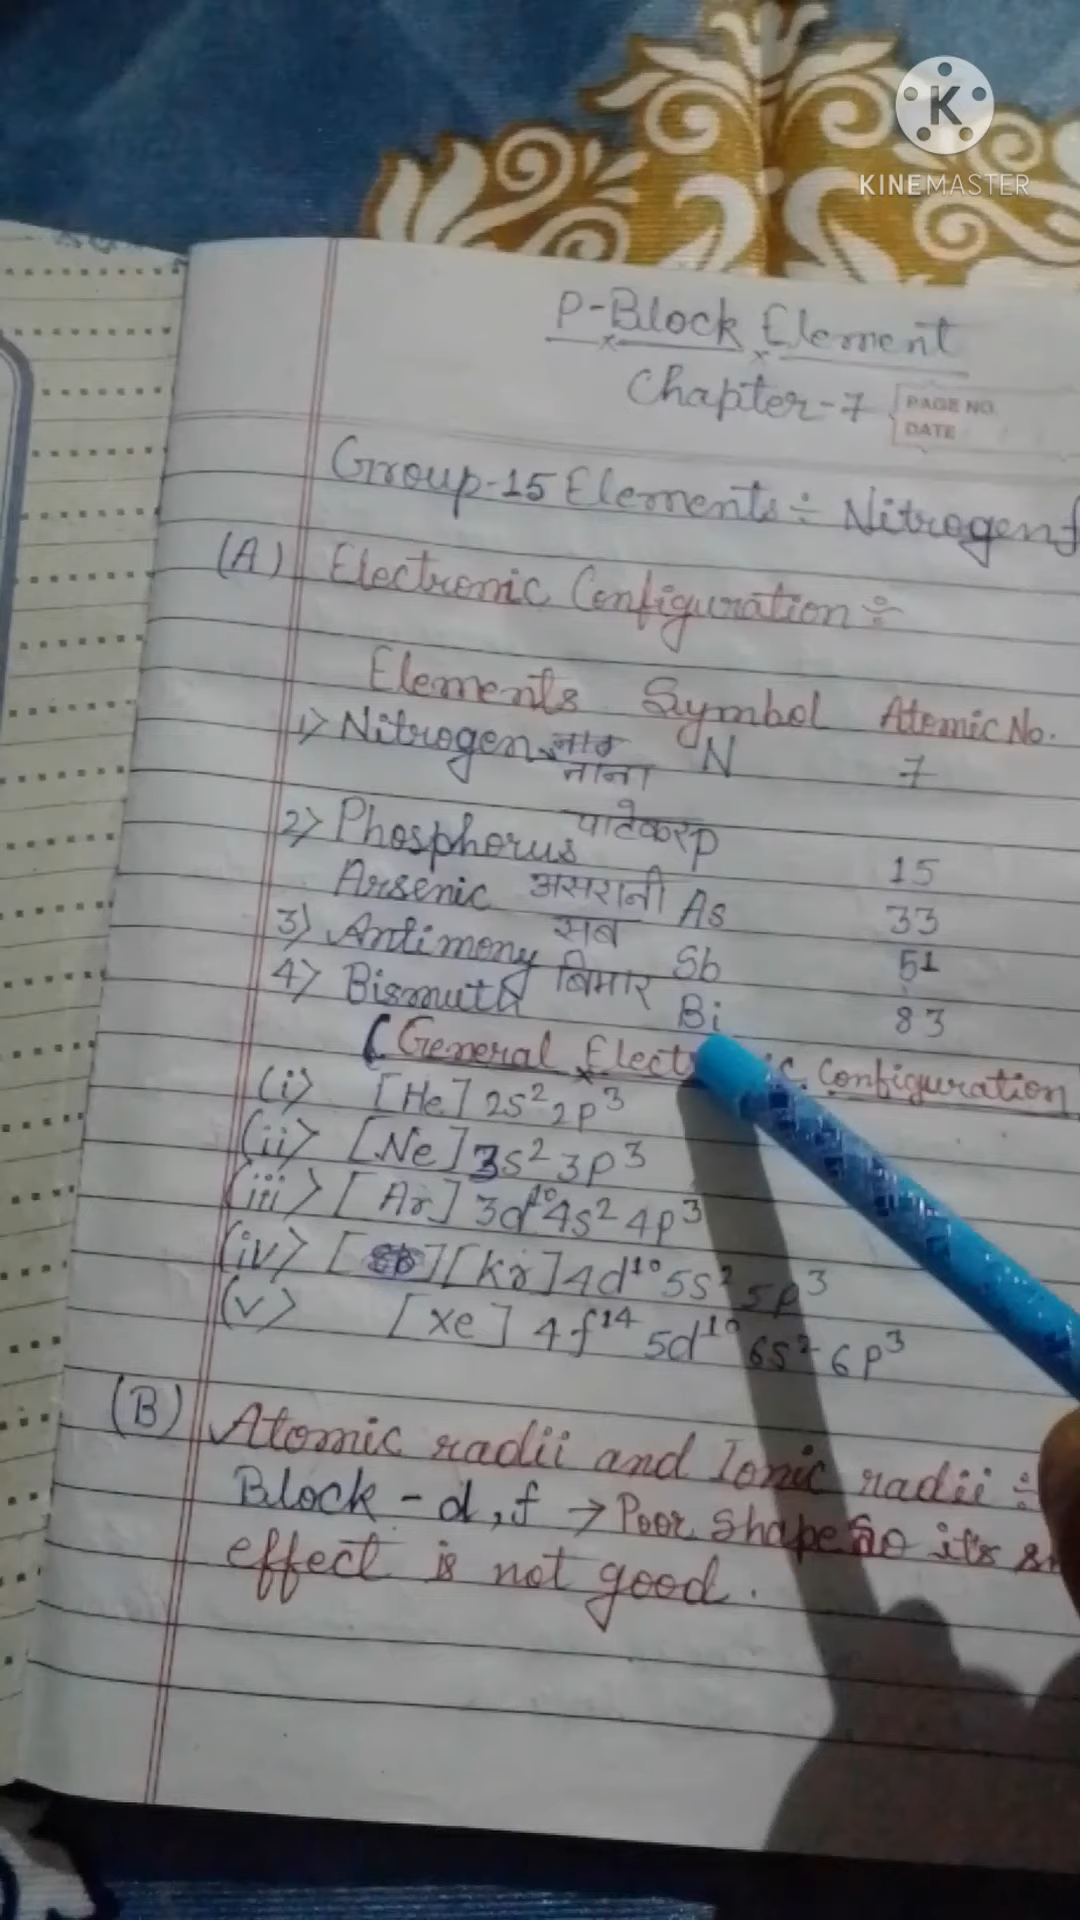 K
KINEMASTER
P-Block Element
Chapter-7
PAGE NO.
DATE
Group-15 Elements÷ Nitrogen
(A) Electronic Configuration÷
Elements Symbol Atomic No.
1) Nitrogen N 7
नाना
2) Phosphorus पाटेकर P 15
Arsenic असरानी As 33
सब
3) Antimony Sb 51
4) Bismuth बिमार Bi 83
(General Elect ic Configuration
(i) [He] 2s² 2p³
(ii) [Ne] 3s² 3p³
(iii) [Ar] 3d¹⁰ 4s² 4p³
(iv) [ ] [Kr] 4d¹⁰ 5s² 5p³
(v) [xe] 4f¹⁴ 5d¹⁰ 6s² 6p³
(B) Atomic radii and Ionic radii÷
Block - d, f → Poor shape so it's
effect is not good.